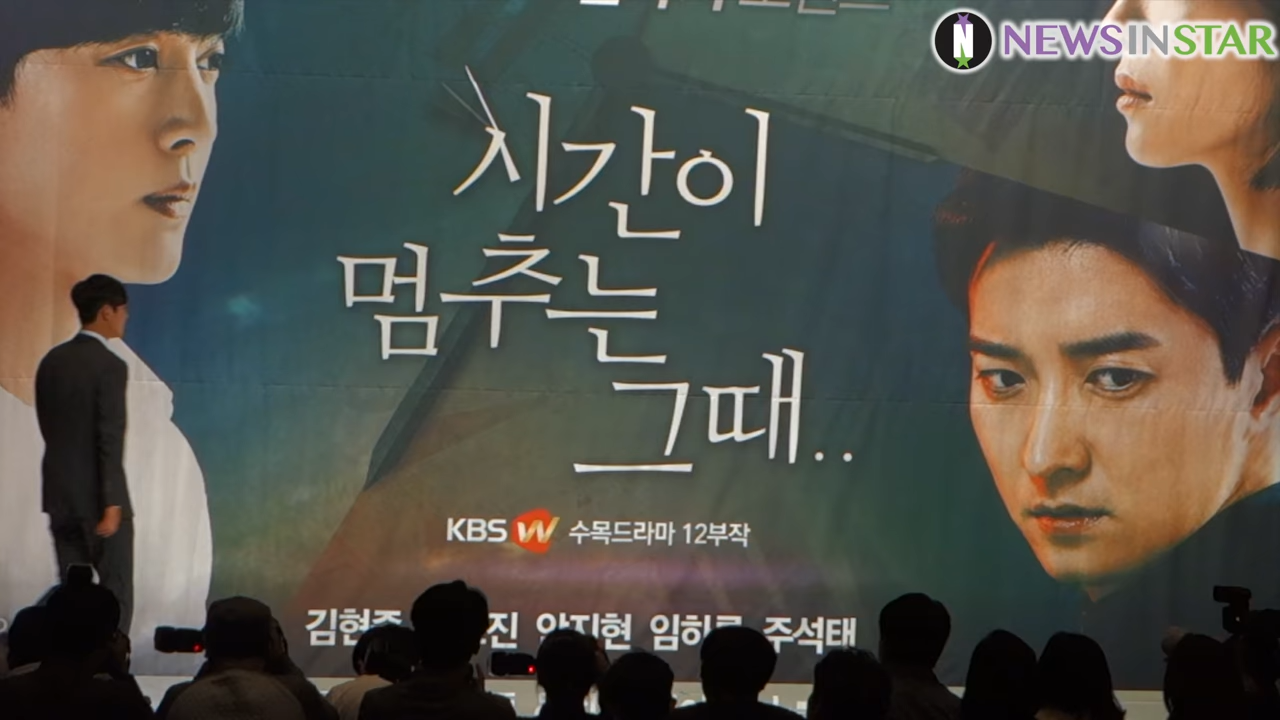 NEWSINSTAR
시간이
멈추는
그때..
KBS W 수목드라마 12부작
김현중 안지현 임하룡 주석태